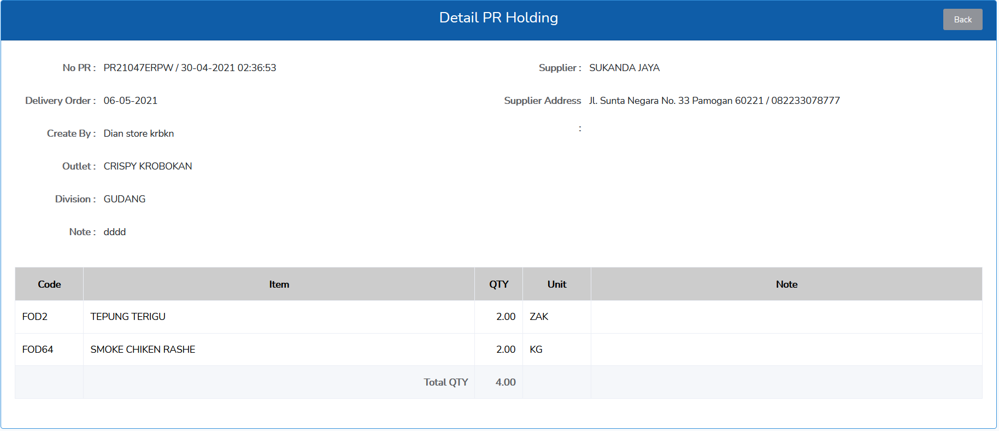 Detail PR Holding
Back
No PR : PR21047ERPW / 30-04-2021 02:36:53
Supplier : SUKANDA JAYA
Delivery Order : 06-05-2021
Supplier Address : Jl. Sunta Negara No. 33 Pamogan 60221 / 082233078777
Create By : Dian store krbkn
Outlet : CRISPY KROBOKAN
Division : GUDANG
Note : dddd
Code Item QTY Unit Note
FOD2 TEPUNG TERIGU 2.00 ZAK
FOD64 SMOKE CHIKEN RASHE 2.00 KG
Total QTY 4.00